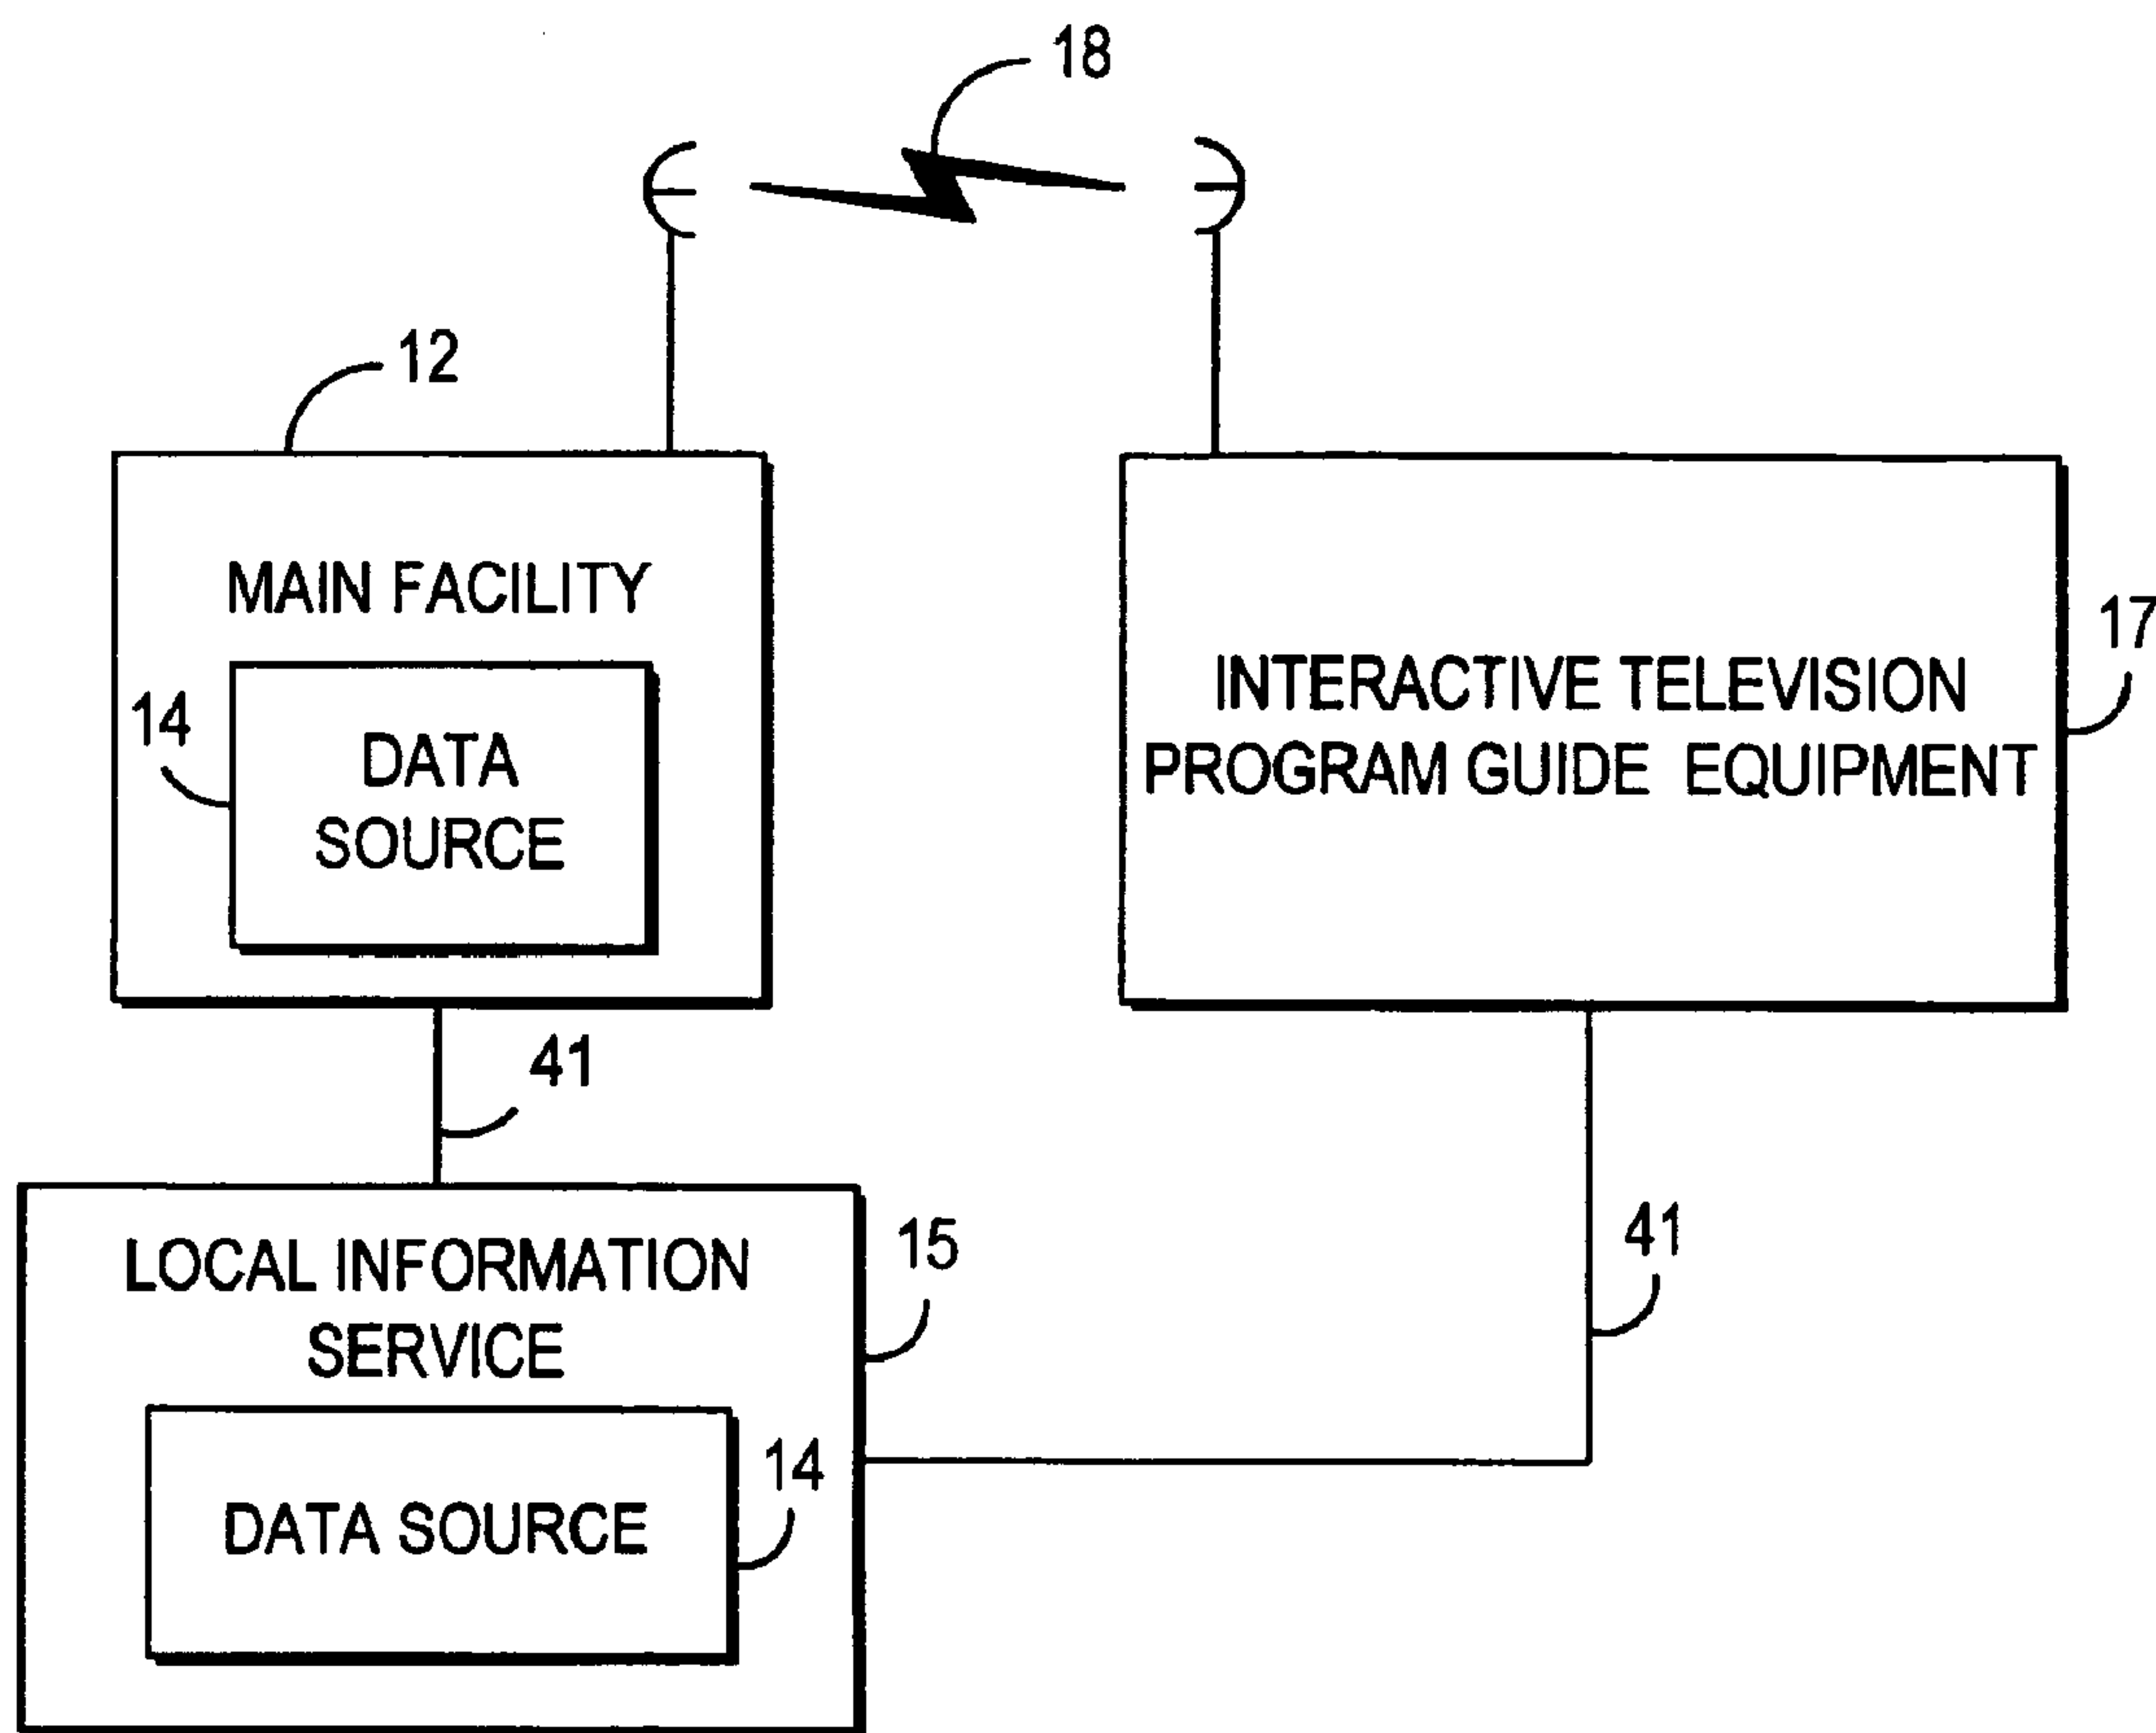 18
12
MAIN FACILITY
14
DATA
SOURCE
INTERACTIVE TELEVISION
PROGRAM GUIDE EQUIPMENT
17
41
LOCAL INFORMATION
SERVICE
15
41
DATA SOURCE
14